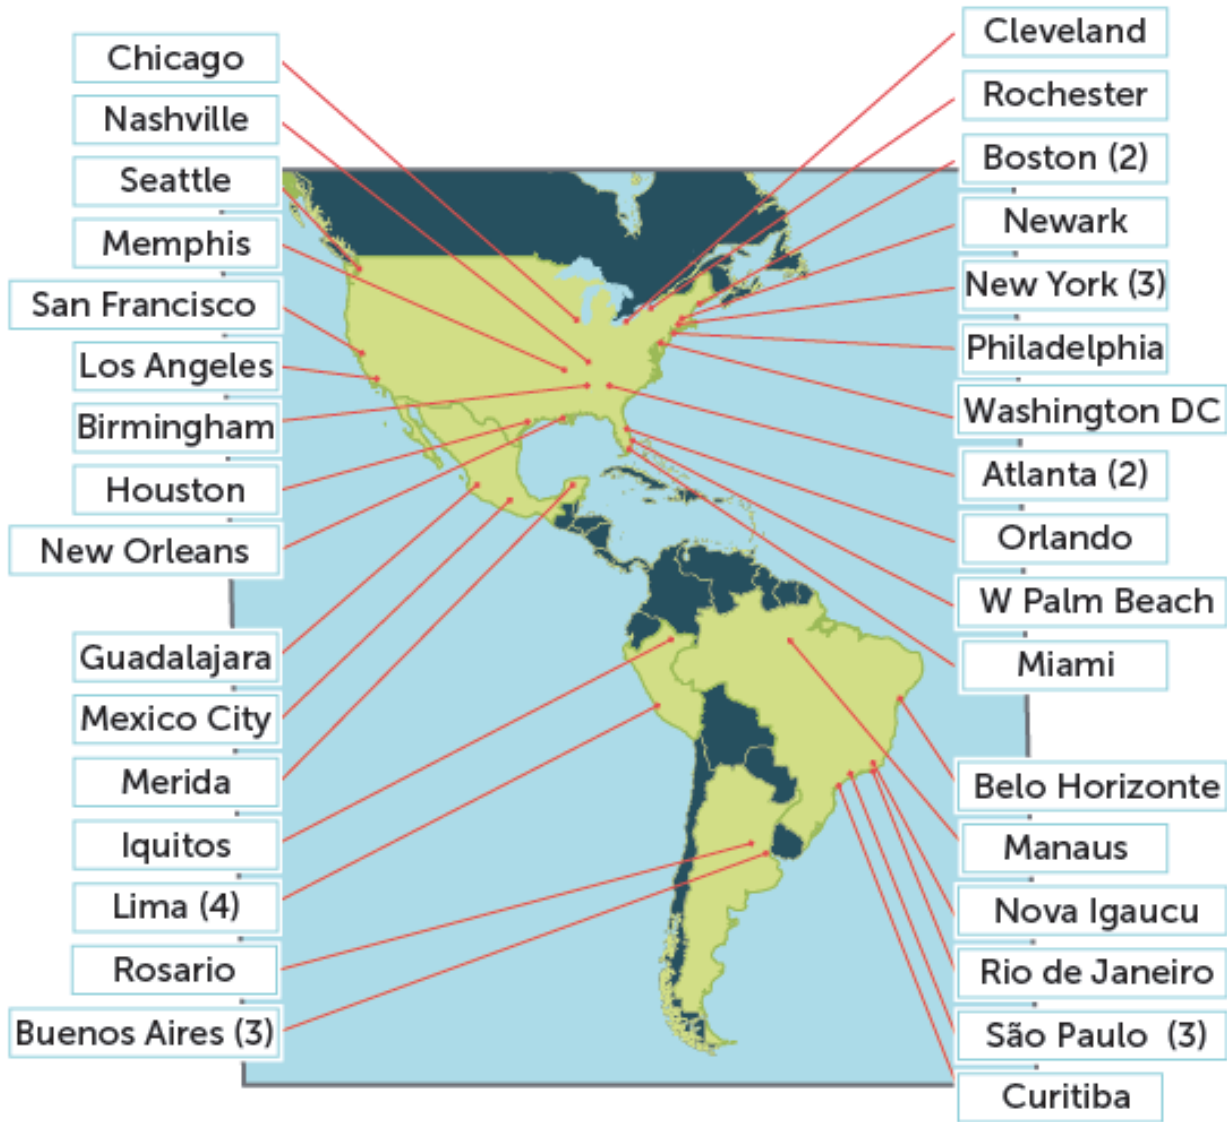 Chicago
Nashville
Seattle
Memphis
San Francisco
Los Angeles
Birmingham
Houston
New Orleans
Guadalajara
Mexico City
Merida
Iquitos
Lima (4)
Rosario
Buenos Aires (3)
Cleveland
Rochester
Boston (2)
Newark
New York (3)
Philadelphia
Washington DC
Atlanta (2)
Orlando
W Palm Beach
Miami
Belo Horizonte
Manaus
Nova Igaucu
Rio de Janeiro
São Paulo (3)
Curitiba